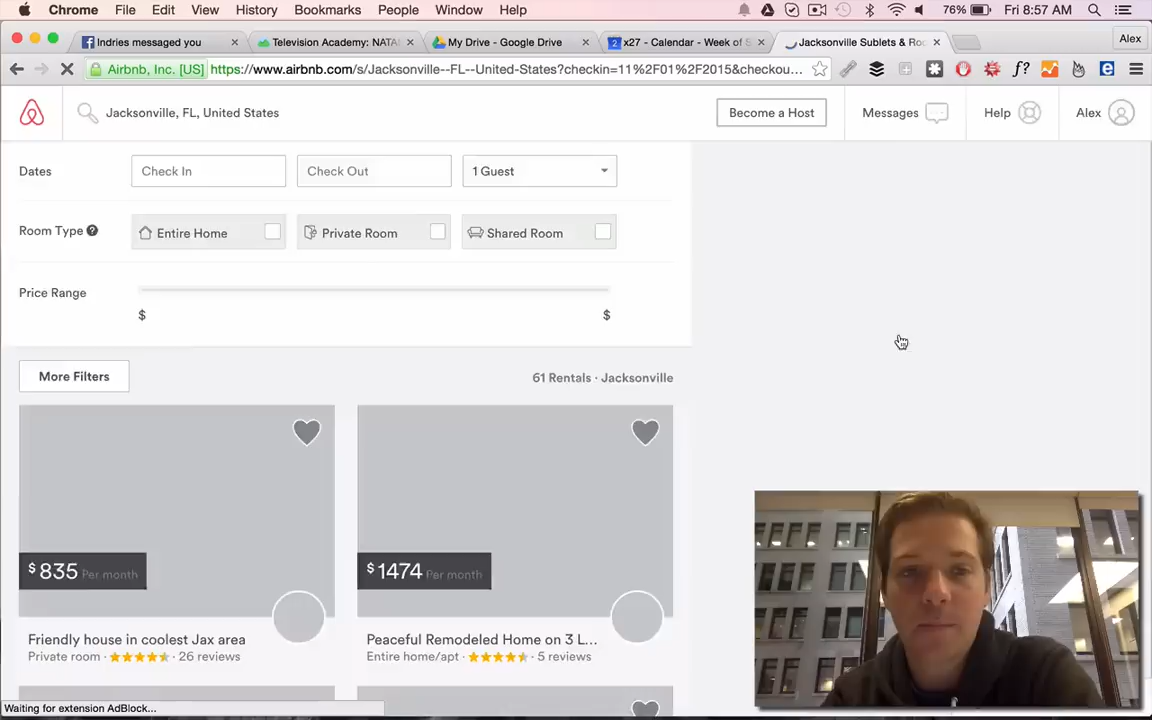 Chrome File Edit View History Bookmarks People Window Help 76% Fri 8:57 AM
Indries messaged you
Television Academy: NATA
My Drive - Google Drive
x27 - Calendar - Week of S
Jacksonville Sublets & Roo
Alex
Airbnb, Inc. [US] https://www.airbnb.com/s/Jacksonville--FL--United-States?checkin=11%2F01%2F2015&checkou...
Jacksonville, FL, United States
Become a Host
Messages
Help
Alex
Dates
Check In
Check Out
1 Guest
Room Type
Entire Home
Private Room
Shared Room
Price Range
$
$
More Filters
61 Rentals · Jacksonville
$835 Per month
$1474 Per month
Friendly house in coolest Jax area
Private room · 26 reviews
Peaceful Remodeled Home on 3 L...
Entire home/apt · 5 reviews
Waiting for extension AdBlock...